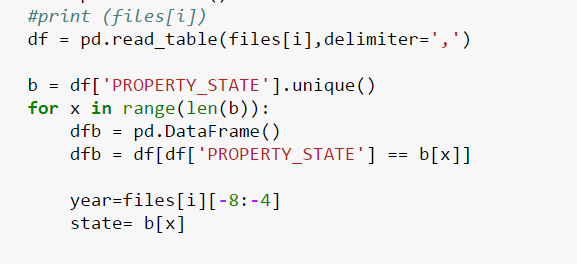 #print (files[i])
df = pd.read_table(files[i],delimiter=',')
b = df['PROPERTY_STATE'].unique()
for x in range(len(b)):
dfb = pd.DataFrame()
dfb = df[df['PROPERTY_STATE'] == b[x]]
year=files[i][-8:-4]
state= b[x]